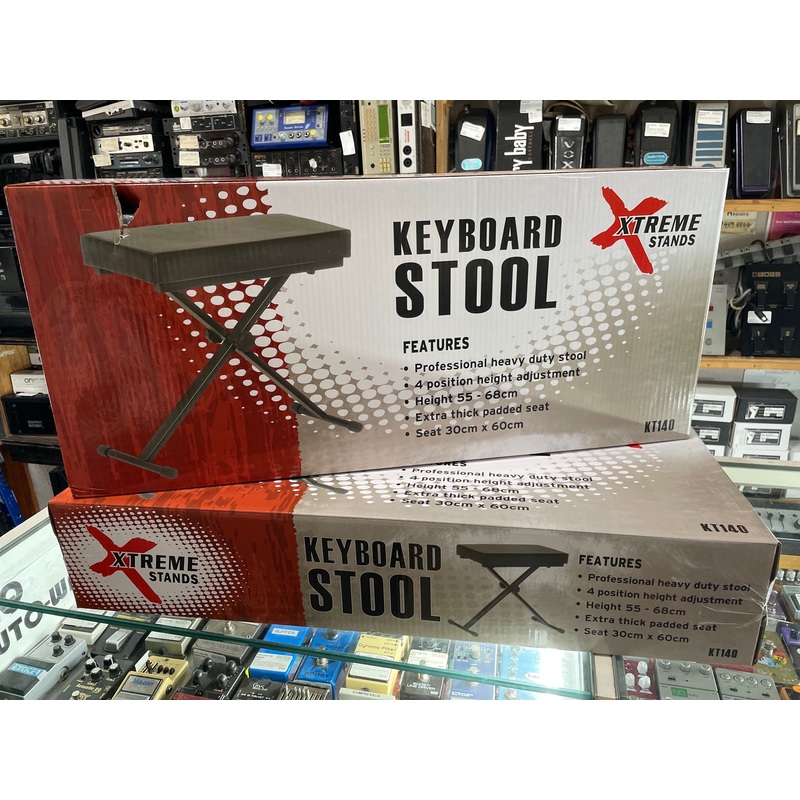 KEYBOARD
STOOL
XTREME
STANDS
FEATURES
• Professional heavy duty stool
• 4 position height adjustment
• Height 55 - 68cm
• Extra thick padded seat
• Seat 30cm x 60cm
KT140
• Professional heavy duty stool
• 4 position height adjustment
• Height 55 - 68cm
• Extra thick padded seat
• Seat 30cm x 60cm
KT140
XTREME
STANDS
KEYBOARD
STOOL
FEATURES
• Professional heavy duty stool
• 4 position height adjustment
• Height 55 - 68cm
• Extra thick padded seat
• Seat 30cm x 60cm
KT140
baby
VOX
BOSS